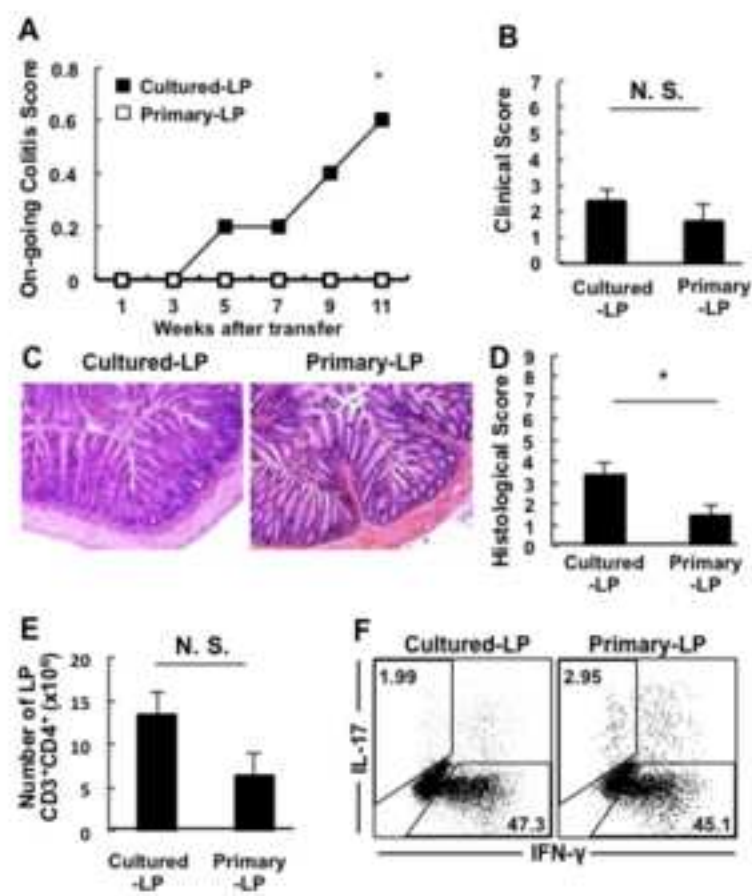 A
On-going Colitis Score
0.8
0.6
0.4
0.2
0
Cultured-LP
Primary-LP
*
1 3 5 7 9 11
Weeks after transfer
B
Clinical Score
7
6
5
4
3
2
1
0
N. S.
Cultured
-LP
Primary
-LP
C
Cultured-LP
Primary-LP
D
Histological Score
9
8
7
6
5
4
3
2
1
0
*
Cultured
-LP
Primary
-LP
E
Number of LP
CD3⁺CD4⁺
20
15
10
5
0
N. S.
Cultured
-LP
Primary
-LP
F
Cultured-LP
Primary-LP
IL-17
1.99
47.3
2.95
45.1
IFN-γ